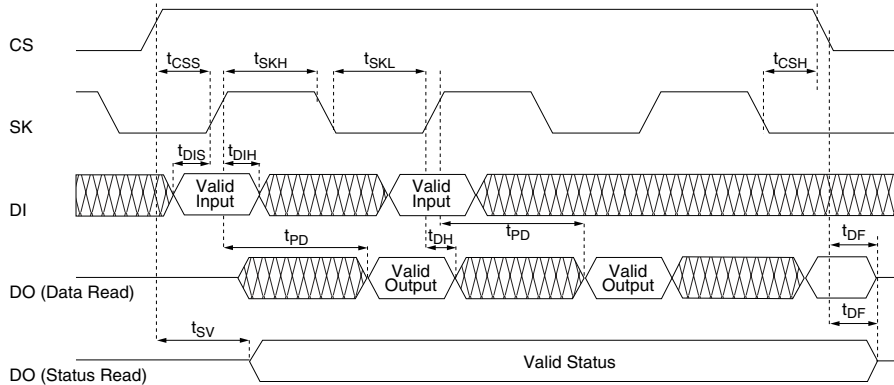 CS
tCSS
tSKH
tSKL
tCSH
SK
tDIS
tDIH
Valid
Input
Valid
Input
DI
tPD
tDH
tPD
tDF
Valid
Output
Valid
Output
DO (Data Read)
tDF
tSV
Valid Status
DO (Status Read)